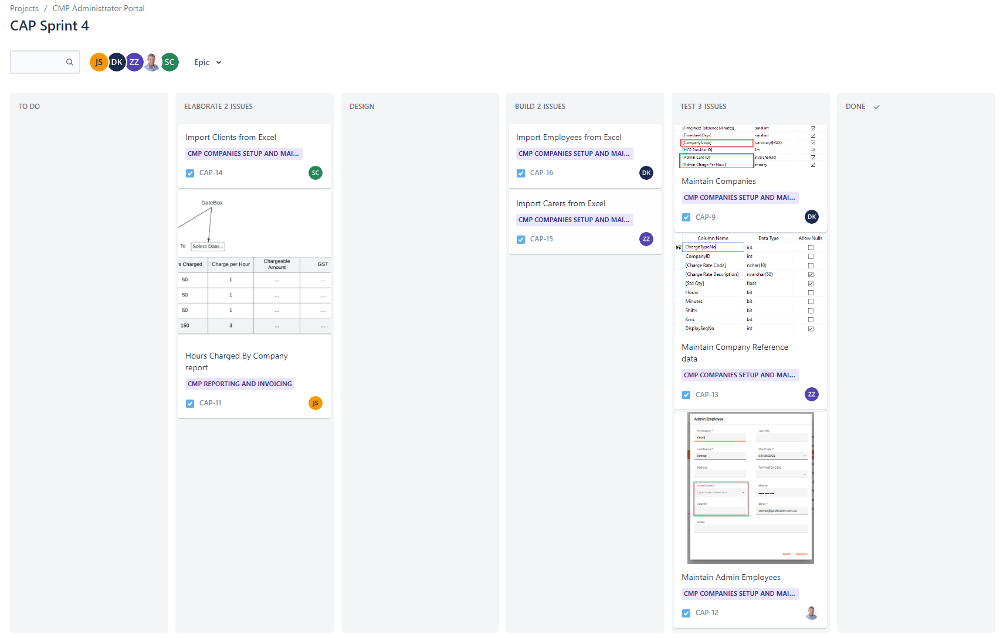 Projects / CMP Administrator Portal
CAP Sprint 4
JS DK ZZ SC Epic
TO DO
ELABORATE 2 ISSUES
Import Clients from Excel
CMP COMPANIES SETUP AND MAI...
CAP-14 SC
DateBox
To Select Date...
s Charged Charge per Hour Chargeable Amount GST
50 1 ... ...
50 1 ... ...
50 1 ... ...
150 3 ... ...
Hours Charged By Company
report
CMP REPORTING AND INVOICING
CAP-11 JS
DESIGN
BUILD 2 ISSUES
Import Employees from Excel
CMP COMPANIES SETUP AND MAI...
CAP-16 DK
Import Carers from Excel
CMP COMPANIES SETUP AND MAI...
CAP-15 ZZ
TEST 3 ISSUES
[Timesheet Tolerance Minutes] smallint
[Timesheet Days] smallint
[Company Logo] varbinary(MAX)
[HCP Provider ID] int
[Admin Card ID] nvarchar(30)
[Admin Charge Per Hour] money
Maintain Companies
CMP COMPANIES SETUP AND MAI...
CAP-9 DK
Column Name Data Type Allow Nulls
ChargeTypeNo int
CompanyID int
[Charge Rate Code] nchar(10)
[Charge Rate Description] nvarchar(50)
[Std Qty] float
Hours bit
Minutes bit
Shifts bit
Kms bit
DisplaySeqNo int
Maintain Company Reference
data
CMP COMPANIES SETUP AND MAI...
CAP-13 ZZ
Admin Employee
First Name * Job Title
Kevin
Last Name * Start Date *
Seerup 03/08/2022
Address Termination Date
Town/Suburb Mobile
Type three characters...
Country Email *
seerup@goalmaker.com.au
Notes
SAVE CANCEL
Maintain Admin Employees
CMP COMPANIES SETUP AND MAI...
CAP-12
DONE